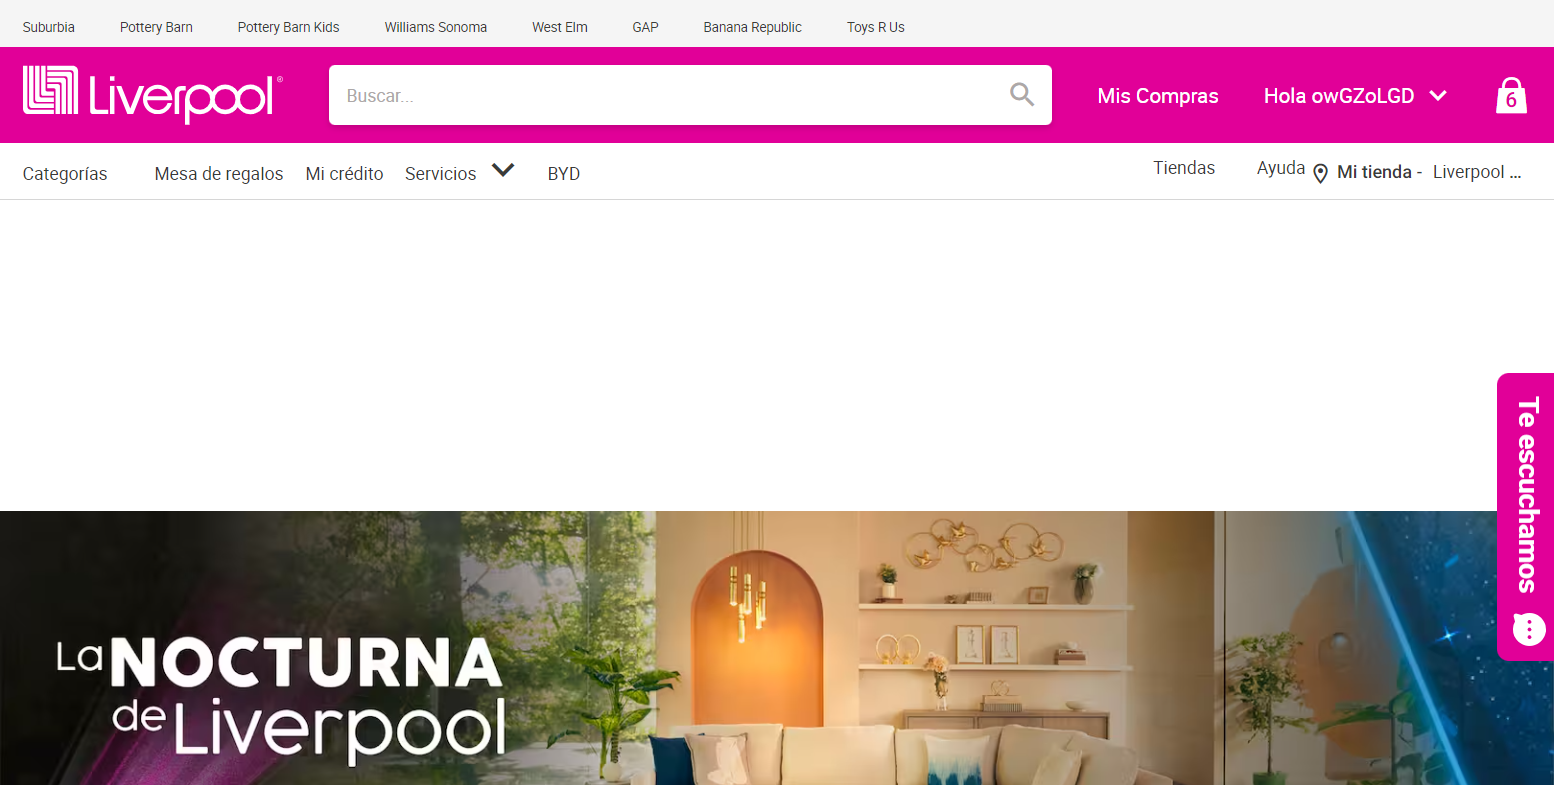 Suburbia Pottery Barn Pottery Barn Kids Williams Sonoma West Elm GAP Banana Republic Toys R Us
Liverpool® Buscar... Mis Compras Hola owGZoLGD 6
Categorías Mesa de regalos Mi crédito Servicios BYD Tiendas Ayuda Mi tienda - Liverpool ...
Te escuchamos
La NOCTURNA
de Liverpool